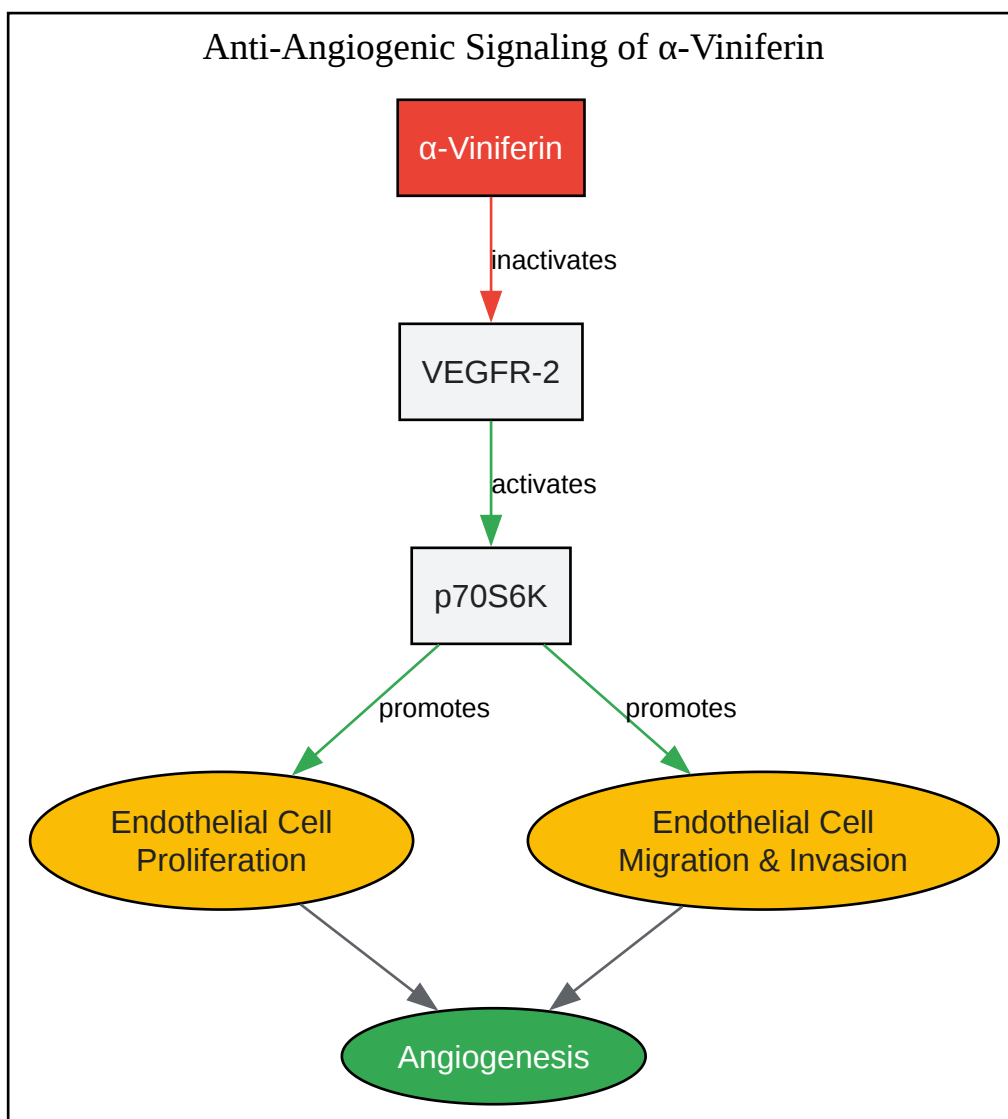 Anti-Angiogenic Signaling of α-Viniferin
α-Viniferin
inactivates
VEGFR-2
activates
p70S6K
promotes
promotes
Endothelial Cell
Proliferation
Endothelial Cell
Migration & Invasion
Angiogenesis